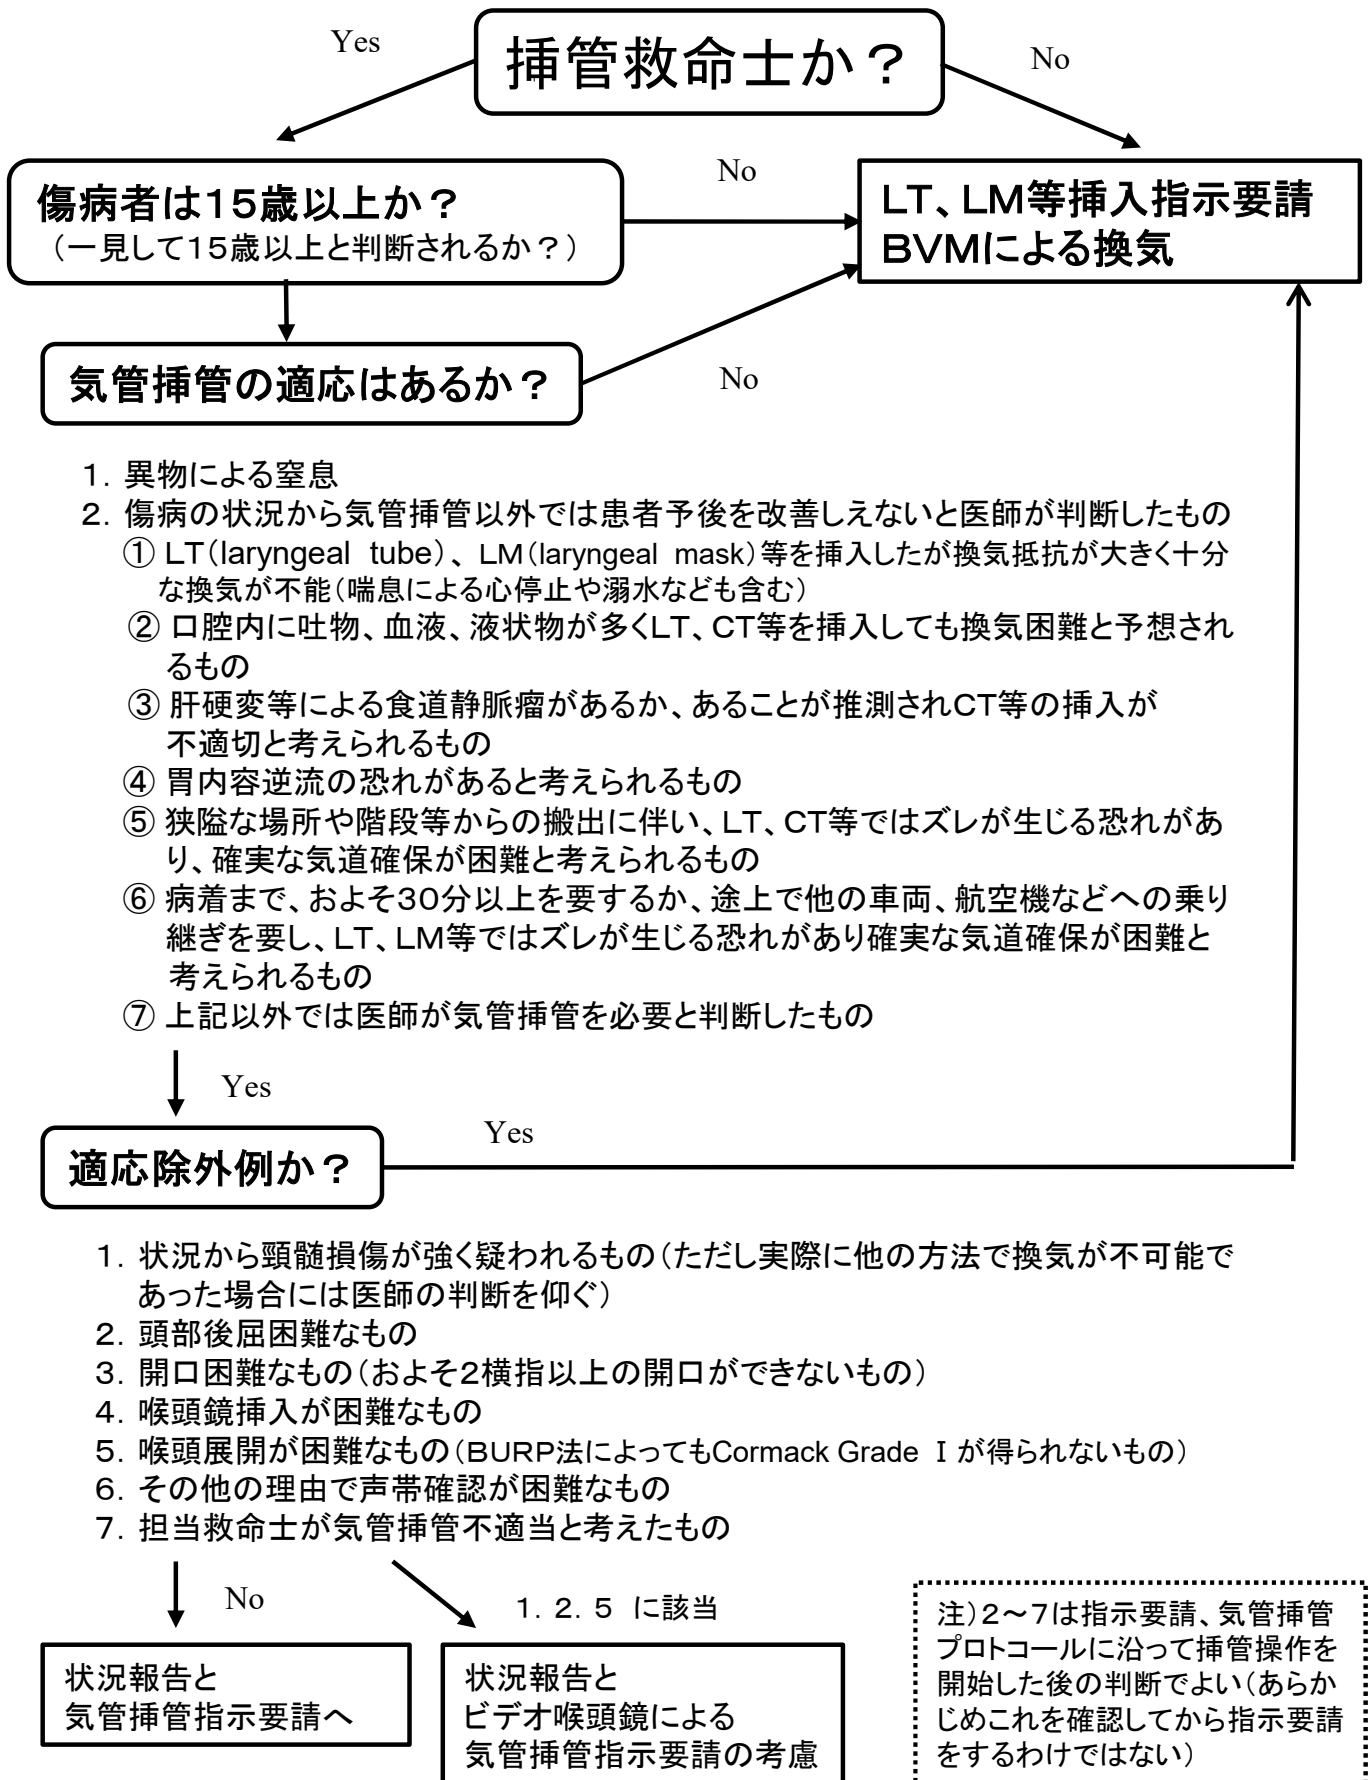 Yes
挿管救命士か？
No
傷病者は15歳以上か？
（一見して15歳以上と判断されるか？）
No
LT、LM等挿入指示要請
BVMによる換気
気管挿管の適応はあるか？
No
1．異物による窒息
2．傷病の状況から気管挿管以外では患者予後を改善しえないと医師が判断したもの
① LT（laryngeal tube）、LM（laryngeal mask）等を挿入したが換気抵抗が大きく十分
な換気が不能（喘息による心停止や溺水なども含む）
② 口腔内に吐物、血液、液状物が多くLT、CT等を挿入しても換気困難と予想され
るもの
③ 肝硬変等による食道静脈瘤があるか、あることが推測されCT等の挿入が
不適切と考えられるもの
④ 胃内容逆流の恐れがあると考えられるもの
⑤ 狭隘な場所や階段等からの搬出に伴い、LT、CT等ではズレが生じる恐れがあ
り、確実な気道確保が困難と考えられるもの
⑥ 病着まで、およそ30分以上を要するか、途上で他の車両、航空機などへの乗り
継ぎを要し、LT、LM等ではズレが生じる恐れがあり確実な気道確保が困難と
考えられるもの
⑦ 上記以外では医師が気管挿管を必要と判断したもの
Yes
適応除外例か？
Yes
1．状況から頸髄損傷が強く疑われるもの（ただし実際に他の方法で換気が不可能で
あった場合には医師の判断を仰ぐ）
2．頭部後屈困難なもの
3．開口困難なもの（およそ2横指以上の開口ができないもの）
4．喉頭鏡挿入が困難なもの
5．喉頭展開が困難なもの（BURP法によってもCormack Grade Ⅰが得られないもの）
6．その他の理由で声帯確認が困難なもの
7．担当救命士が気管挿管不適当と考えたもの
No
1．2．5 に該当
状況報告と
気管挿管指示要請へ
状況報告と
ビデオ喉頭鏡による
気管挿管指示要請の考慮
注）2～7は指示要請、気管挿管
プロトコールに沿って挿管操作を
開始した後の判断でよい（あらか
じめこれを確認してから指示要請
をするわけではない）